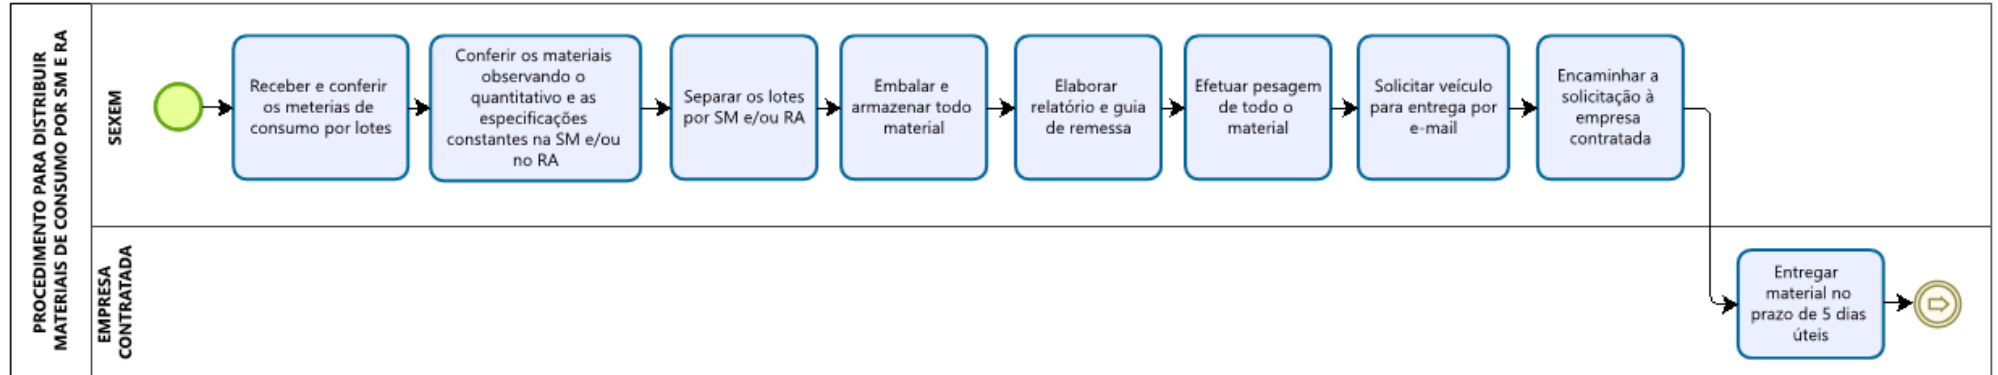 PROCEDIMENTO PARA DISTRIBUIR
MATERIAIS DE CONSUMO POR SM E RA
SEXEM
Receber e conferir
os meterias de
consumo por lotes
Conferir os materiais
observando o
quantitativo e as
especificações
constantes na SM e/ou
no RA
Separar os lotes
por SM e/ou RA
Embalar e
armazenar todo
material
Elaborar
relatório e guia
de remessa
Efetuar pesagem
de todo o
material
Solicitar veículo
para entrega por
e-mail
Encaminhar a
solicitação à
empresa
contratada
EMPRESA
CONTRATADA
Entregar
material no
prazo de 5 dias
úteis